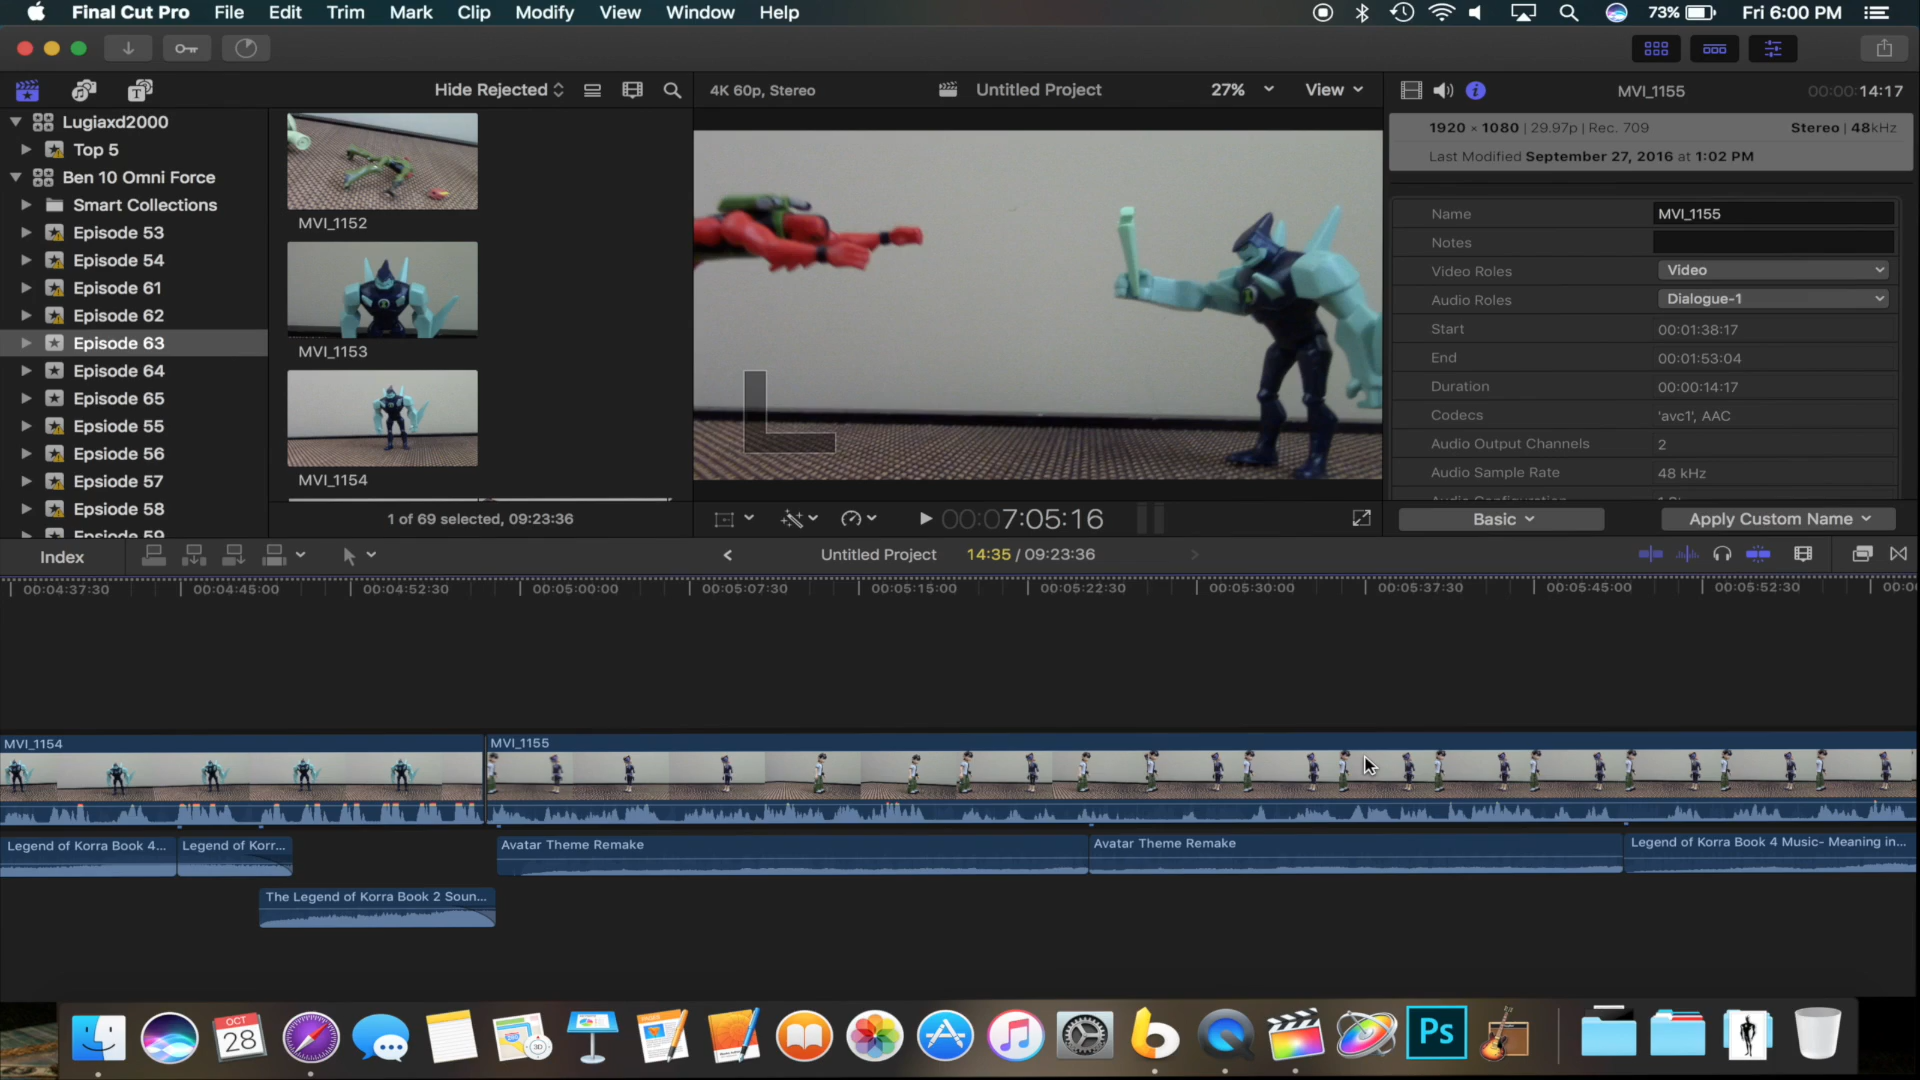 Final Cut Pro File Edit Trim Mark Clip Modify View Window Help 73% Fri 6:00 PM
Hide Rejected 4K 60p, Stereo Untitled Project 27% View MVI_1155 00:00:14:17
Lugiaxd2000
Top 5
Ben 10 Omni Force
Smart Collections
Episode 53
Episode 54
Episode 61
Episode 62
Episode 63
Episode 64
Episode 65
Epsiode 55
Epsiode 56
Epsiode 57
Epsiode 58
Epsiode 59
MVI_1152
MVI_1153
MVI_1154
1 of 69 selected, 09:23:36
00:07:05:16
1920 × 1080 | 29.97p | Rec. 709 Stereo | 48kHz
Last Modified September 27, 2016 at 1:02 PM
Name MVI_1155
Notes
Video Roles Video
Audio Roles Dialogue-1
Start 00:01:38:17
End 00:01:53:04
Duration 00:00:14:17
Codecs 'avc1', AAC
Audio Output Channels 2
Audio Sample Rate 48 kHz
Basic Apply Custom Name
Index Untitled Project 14:35 / 09:23:36
00:04:37:30 00:04:45:00 00:04:52:30 00:05:00:00 00:05:07:30 00:05:15:00 00:05:22:30 00:05:30:00 00:05:37:30 00:05:45:00 00:05:52:30
MVI_1154 MVI_1155
Legend of Korra Book 4... Legend of Korr... Avatar Theme Remake Avatar Theme Remake Legend of Korra Book 4 Music- Meaning in...
The Legend of Korra Book 2 Soun...
OCT
28
3D
PAGES
Ps